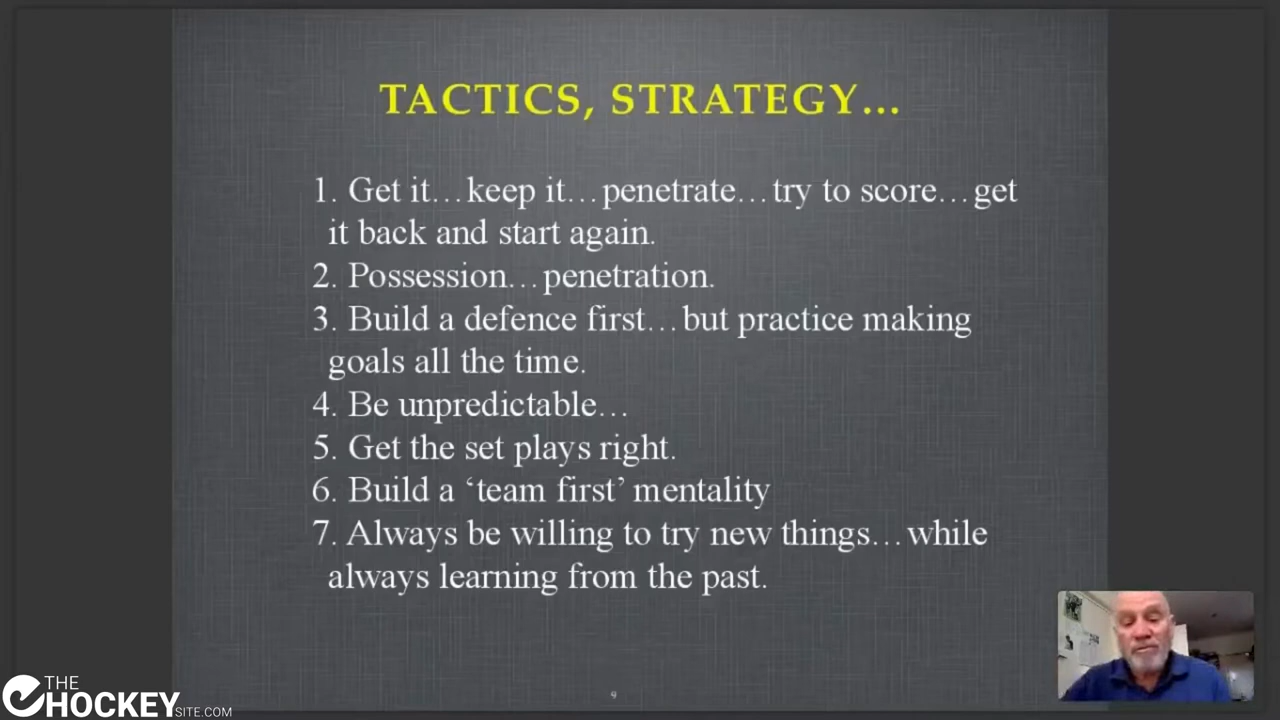 TACTICS, STRATEGY...
1. Get it...keep it...penetrate...try to score...get
it back and start again.
2. Possession...penetration.
3. Build a defence first...but practice making
goals all the time.
4. Be unpredictable...
5. Get the set plays right.
6. Build a ‘team first’ mentality
7. Always be willing to try new things...while
always learning from the past.
9
THE
HOCKEYSITE.COM